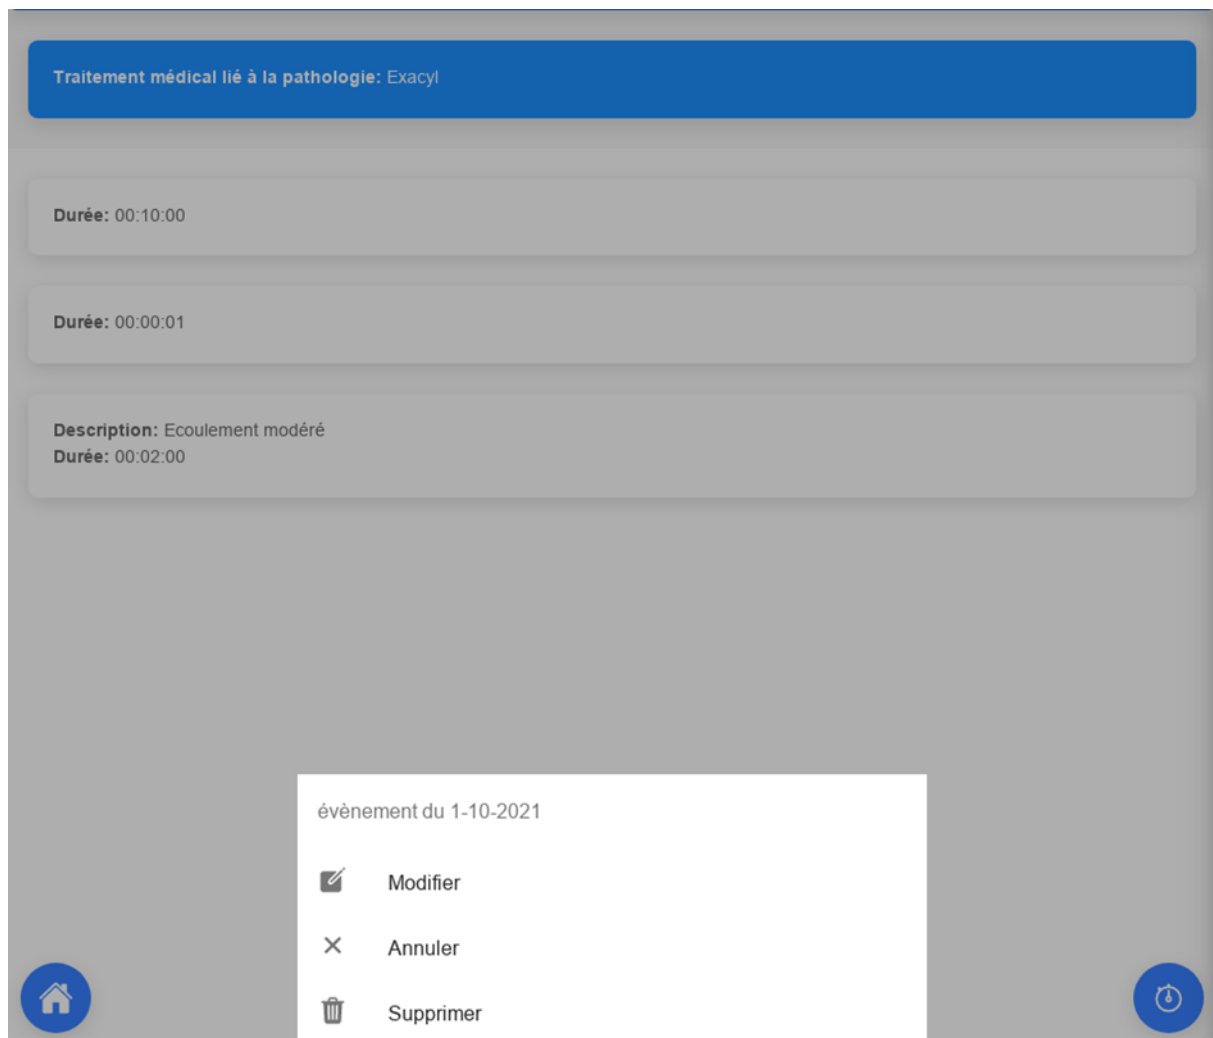 Traitement médical lié à la pathologie: Exacyl
Durée: 00:10:00
Durée: 00:00:01
Description: Ecoulement modéré
Durée: 00:02:00
évènement du 1-10-2021
Modifier
Annuler
Supprimer